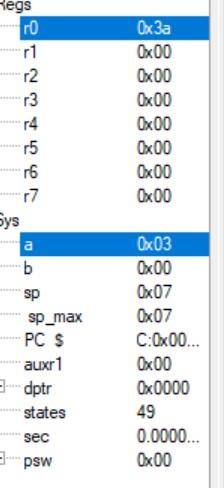 Regs
r0 0x3a
r1 0x00
r2 0x00
r3 0x00
r4 0x00
r5 0x00
r6 0x00
r7 0x00
Sys
a 0x03
b 0x00
sp 0x07
sp_max 0x07
PC $ C:0x00...
auxr1 0x00
dptr 0x0000
states 49
sec 0.0000...
psw 0x00